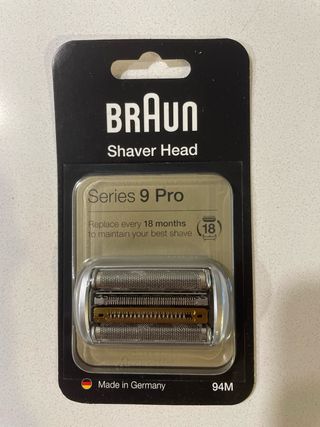 BRAUN
Shaver Head
Series 9 Pro
Replace every 18 months
to maintain your best shave
18
Made in Germany
94M